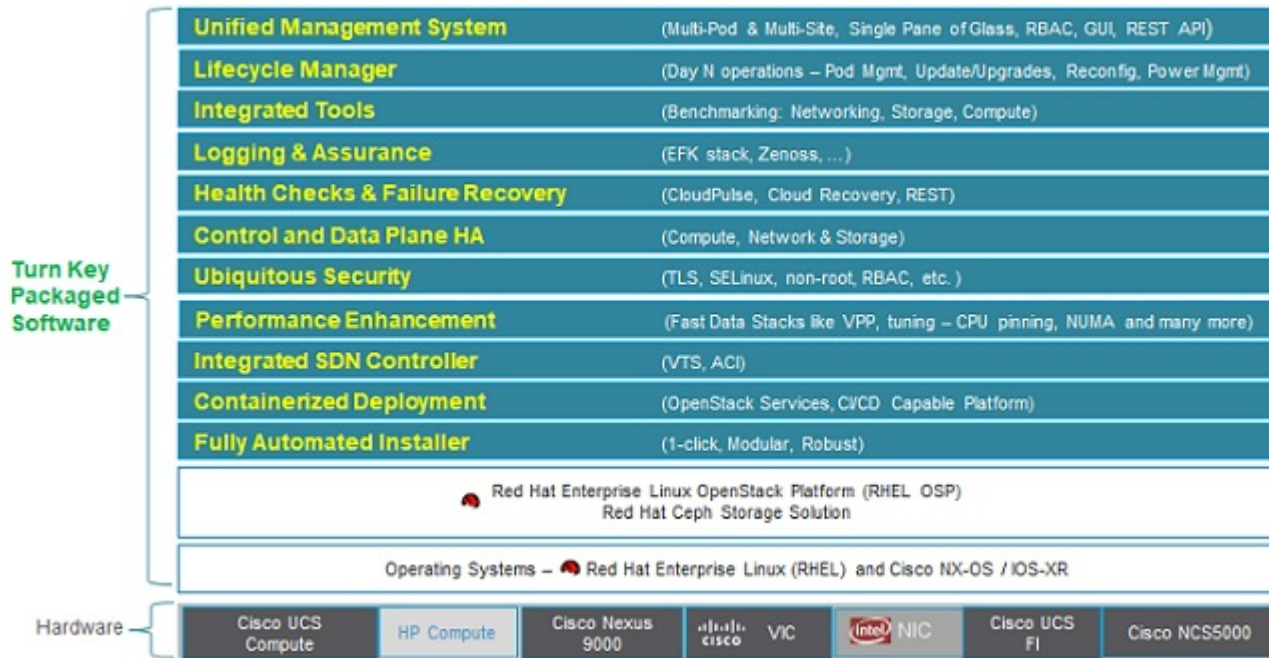 Unified Management System (Multi-Pod & Multi-Site, Single Pane of Glass, RBAC, GUI, REST API)
Lifecycle Manager (Day N operations – Pod Mgmt, Update/Upgrades, Reconfig, Power Mgmt)
Integrated Tools (Benchmarking: Networking, Storage, Compute)
Logging & Assurance (EFK stack, Zenoss, ...)
Health Checks & Failure Recovery (CloudPulse, Cloud Recovery, REST)
Control and Data Plane HA (Compute, Network & Storage)
Turn Key
Packaged
Software
Ubiquitous Security (TLS, SELinux, non-root, RBAC, etc. )
Performance Enhancement (Fast Data Stacks like VPP, tuning – CPU pinning, NUMA and many more)
Integrated SDN Controller (VTS, ACI)
Containerized Deployment (OpenStack Services, CI/CD Capable Platform)
Fully Automated Installer (1-click, Modular, Robust)
Red Hat Enterprise Linux OpenStack Platform (RHEL OSP)
Red Hat Ceph Storage Solution
Operating Systems – Red Hat Enterprise Linux (RHEL) and Cisco NX-OS / IOS-XR
Hardware
Cisco UCS
Compute
HP Compute
Cisco Nexus
9000
CISCO VIC
intel NIC
Cisco UCS
FI
Cisco NCS5000